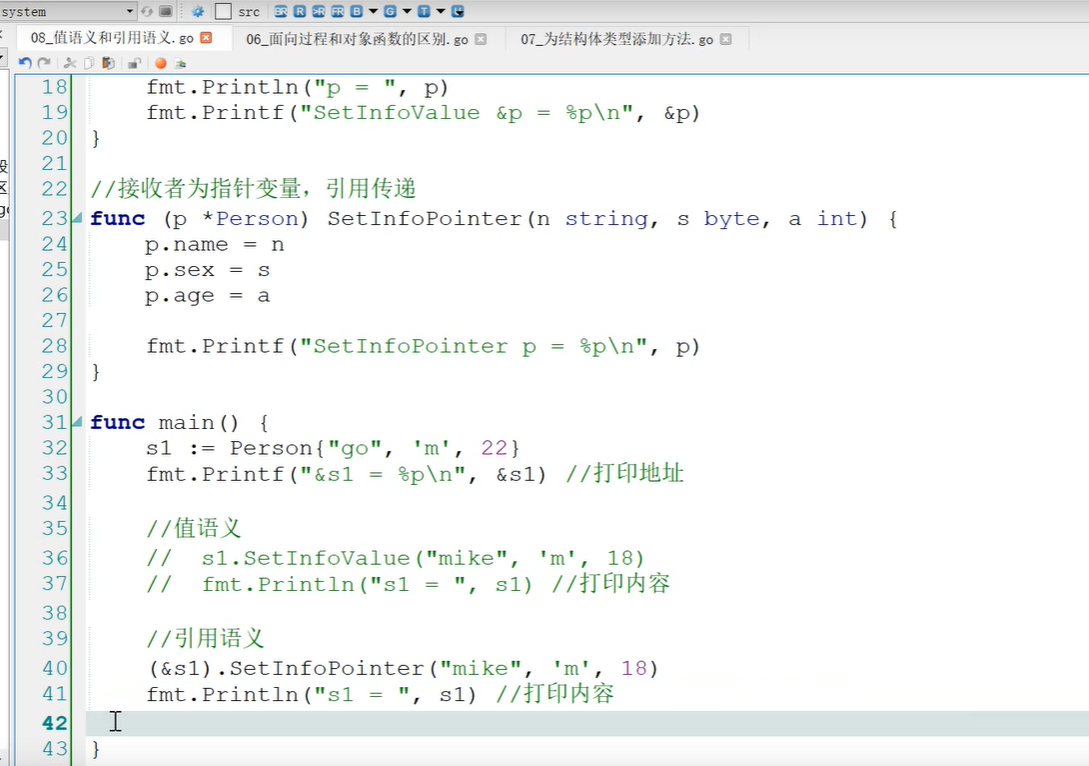 system src BR R >R FR B G T
08_值语义和引用语义.go 06_面向过程和对象函数的区别.go 07_为结构体类型添加方法.go
18 fmt.Println("p = ", p)
19 fmt.Printf("SetInfoValue &p = %p\n", &p)
20 }
21
22 //接收者为指针变量，引用传递
23 func (p *Person) SetInfoPointer(n string, s byte, a int) {
24 p.name = n
25 p.sex = s
26 p.age = a
27
28 fmt.Printf("SetInfoPointer p = %p\n", p)
29 }
30
31 func main() {
32 s1 := Person{"go", 'm', 22}
33 fmt.Printf("&s1 = %p\n", &s1) //打印地址
34
35 //值语义
36 // s1.SetInfoValue("mike", 'm', 18)
37 // fmt.Println("s1 = ", s1) //打印内容
38
39 //引用语义
40 (&s1).SetInfoPointer("mike", 'm', 18)
41 fmt.Println("s1 = ", s1) //打印内容
42
43 }